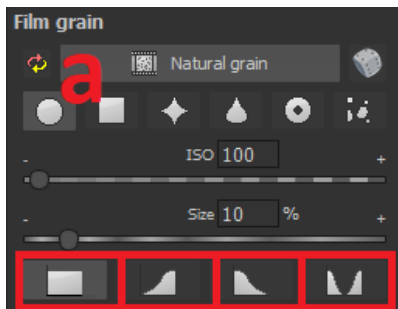 Film grain
a Natural grain
- ISO 100 +
- Size 10 % +